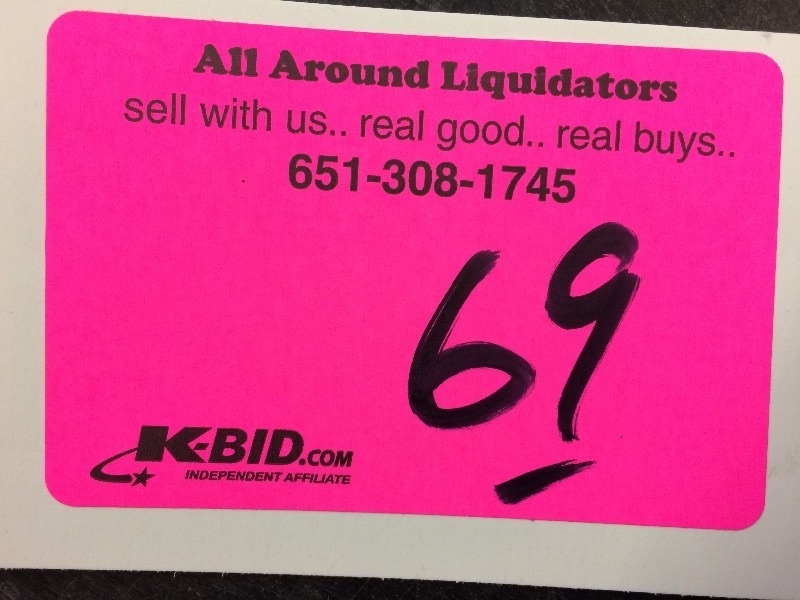 All Around Liquidators
sell with us.. real good.. real buys..
651-308-1745
69
K-BID.COM
INDEPENDENT AFFILIATE